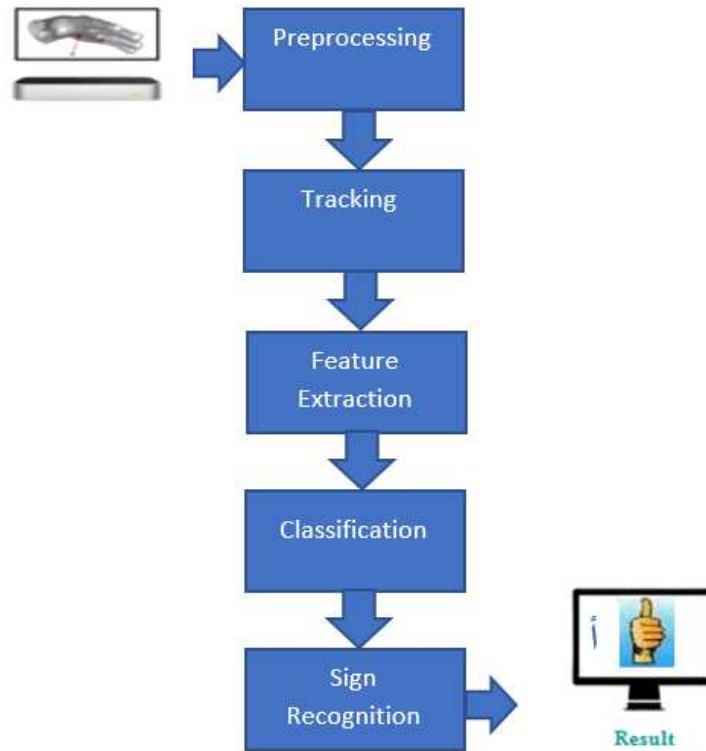 Preprocessing
Tracking
Feature
Extraction
Classification
Sign
Recognition
أ
Result